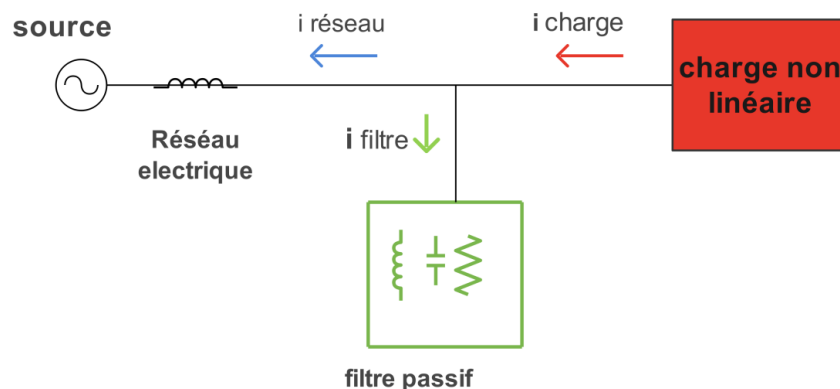 source
i réseau
i charge
charge non
linéaire
Réseau
electrique
i filtre
filtre passif